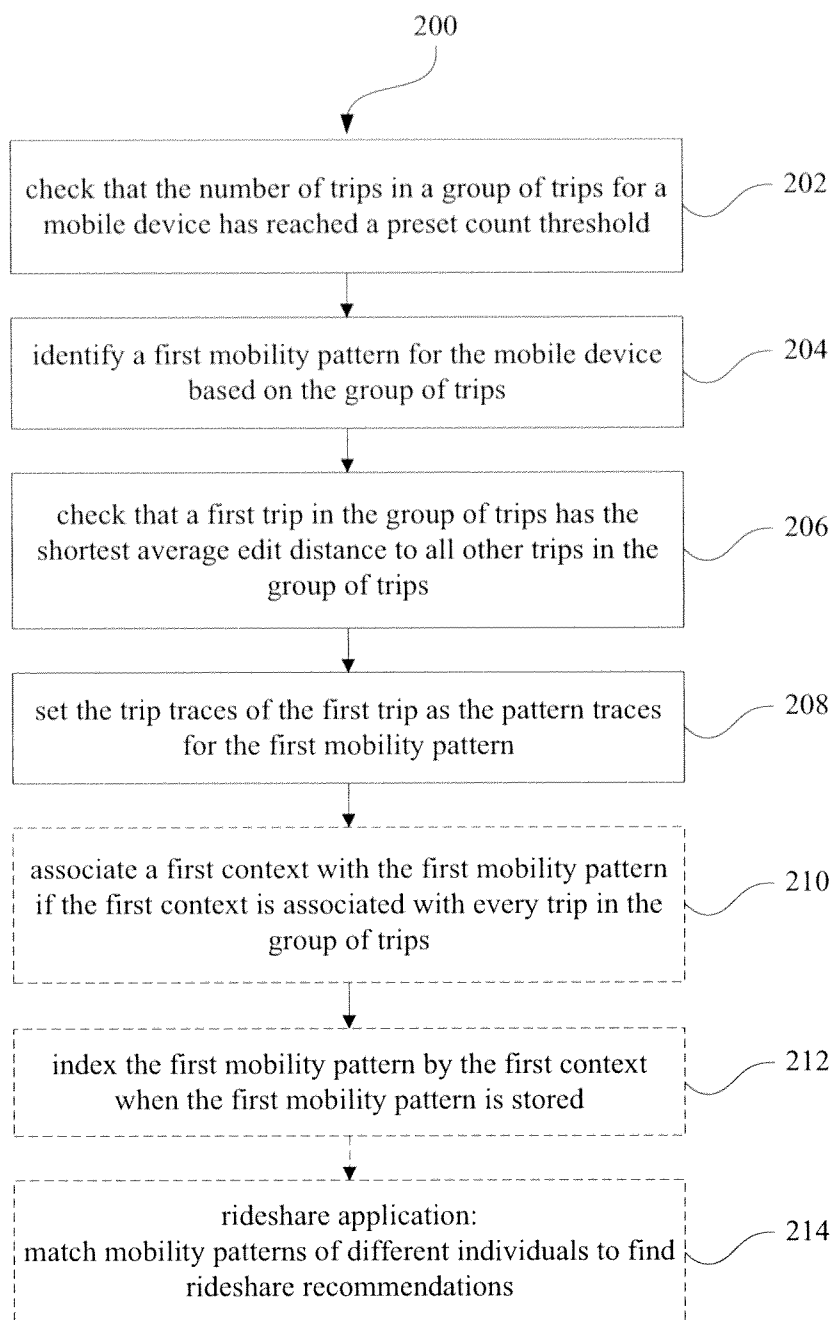 200
check that the number of trips in a group of trips for a
mobile device has reached a preset count threshold
202
identify a first mobility pattern for the mobile device
based on the group of trips
204
check that a first trip in the group of trips has the
shortest average edit distance to all other trips in the
group of trips
206
set the trip traces of the first trip as the pattern traces
for the first mobility pattern
208
associate a first context with the first mobility pattern
if the first context is associated with every trip in the
group of trips
210
index the first mobility pattern by the first context
when the first mobility pattern is stored
212
rideshare application:
match mobility patterns of different individuals to find
rideshare recommendations
214